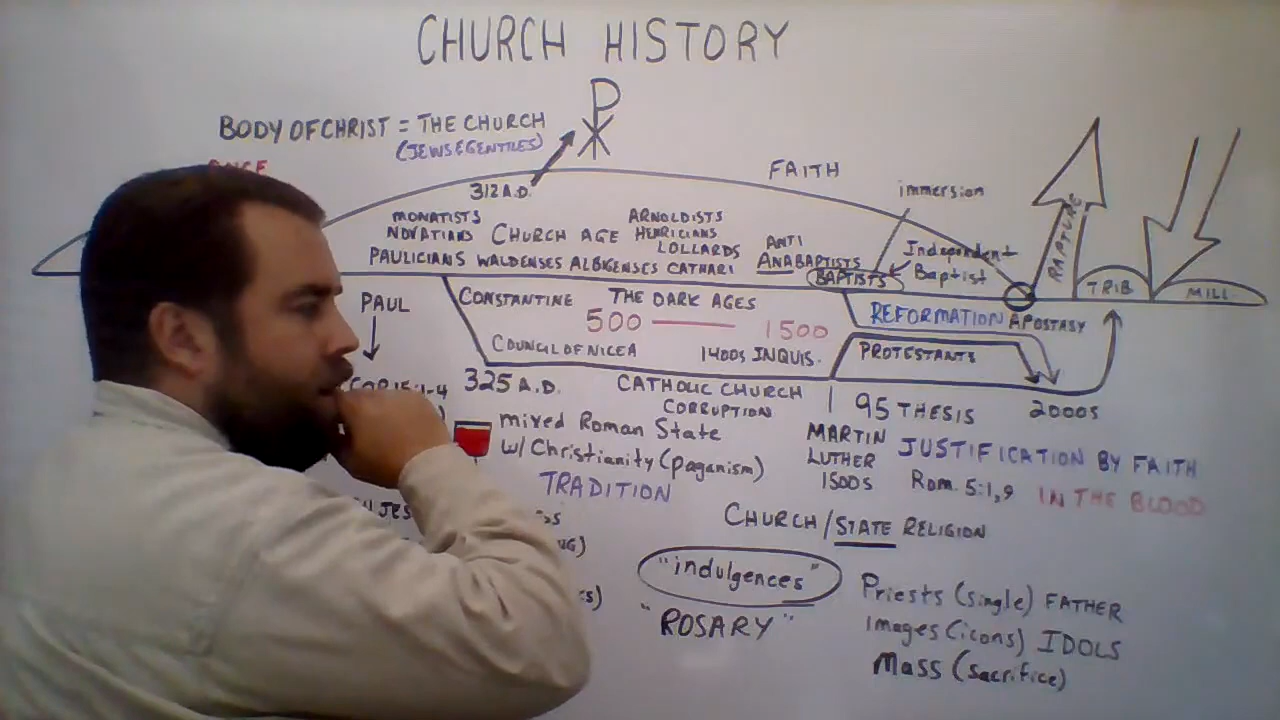 CHURCH HISTORY
BODY OF CHRIST = THE CHURCH
(JEWS & GENTILES)
312 A.D.
FAITH
immersion
MONATISTS
NOVATIANS
CHURCH AGE
ARNOLDISTS
HENRICIANS
LOLLARDS
PAULICIANS WALDENSES ALBIGENSES CATHARI
ANTI
ANABAPTISTS
BAPTISTS
Independent
Baptist
RAPTURE
TRIB
MILL.
PAUL
CONSTANTINE
THE DARK AGES
500 — 1500
COUNCIL OF NICEA
1400S INQUIS.
REFORMATION
APOSTASY
PROTESTANTS
325 A.D.
CATHOLIC CHURCH
CORRUPTION
95 THESIS
2000S
mixed Roman State
w/ Christianity (paganism)
TRADITION
MARTIN
LUTHER
1500S
JUSTIFICATION BY FAITH
Rom. 5:1,9
IN THE BLOOD
CHURCH/STATE RELIGION
"indulgences"
"ROSARY"
Priests (single) FATHER
Images (icons) IDOLS
Mass (sacrifice)